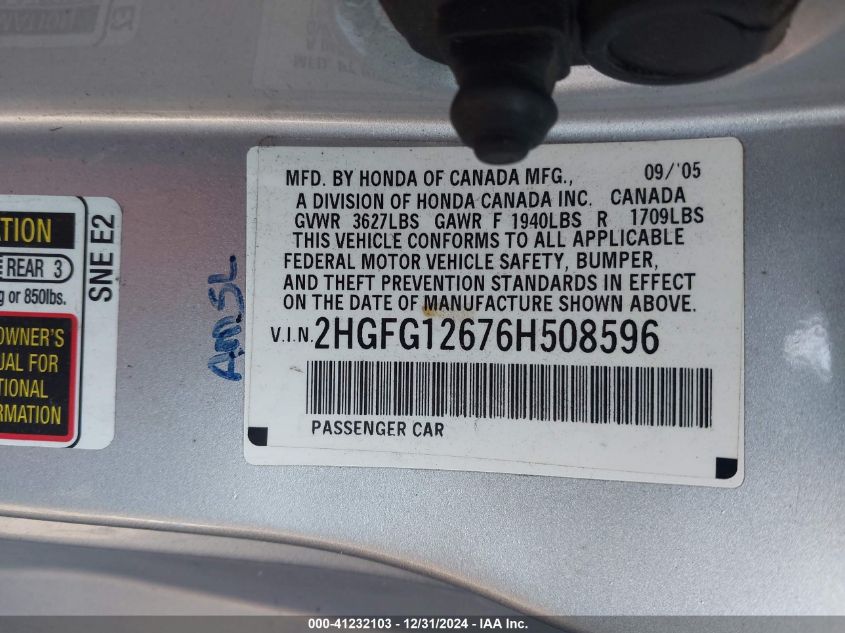 MFD. BY HONDA OF CANADA MFG., 09/'05
A DIVISION OF HONDA CANADA INC. CANADA
GVWR 3627LBS GAWR F 1940LBS R 1709LBS
THIS VEHICLE CONFORMS TO ALL APPLICABLE
FEDERAL MOTOR VEHICLE SAFETY, BUMPER,
AND THEFT PREVENTION STANDARDS IN EFFECT
ON THE DATE OF MANUFACTURE SHOWN ABOVE.
V.I.N. 2HGFG12676H508596
PASSENGER CAR
ATION
REAR 3
g or 850lbs.
OWNER'S
UAL FOR
TIONAL
RMATION
SNE E2
000-41232103 - 12/31/2024 - IAA Inc.